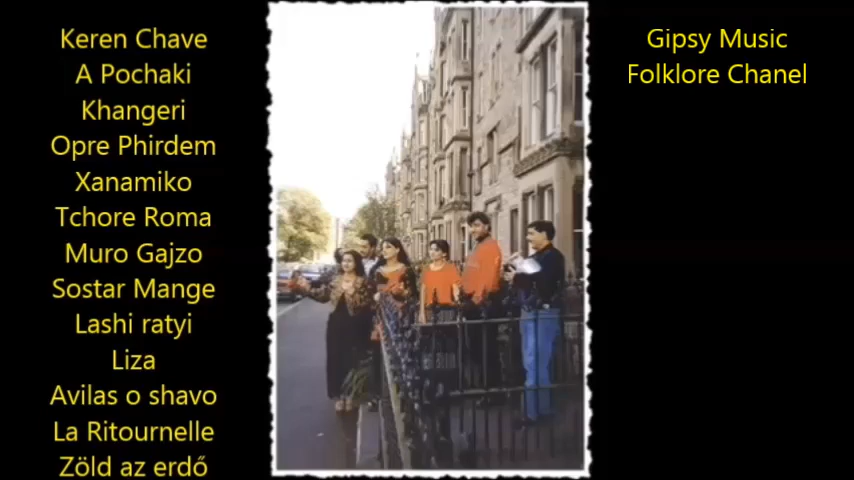 Keren Chave
A Pochaki
Khangeri
Opre Phirdem
Xanamiko
Tchore Roma
Muro Gajzo
Sostar Mange
Lashi ratyi
Liza
Avilas o shavo
La Ritournelle
Zöld az erdő
Gipsy Music
Folklore Chanel